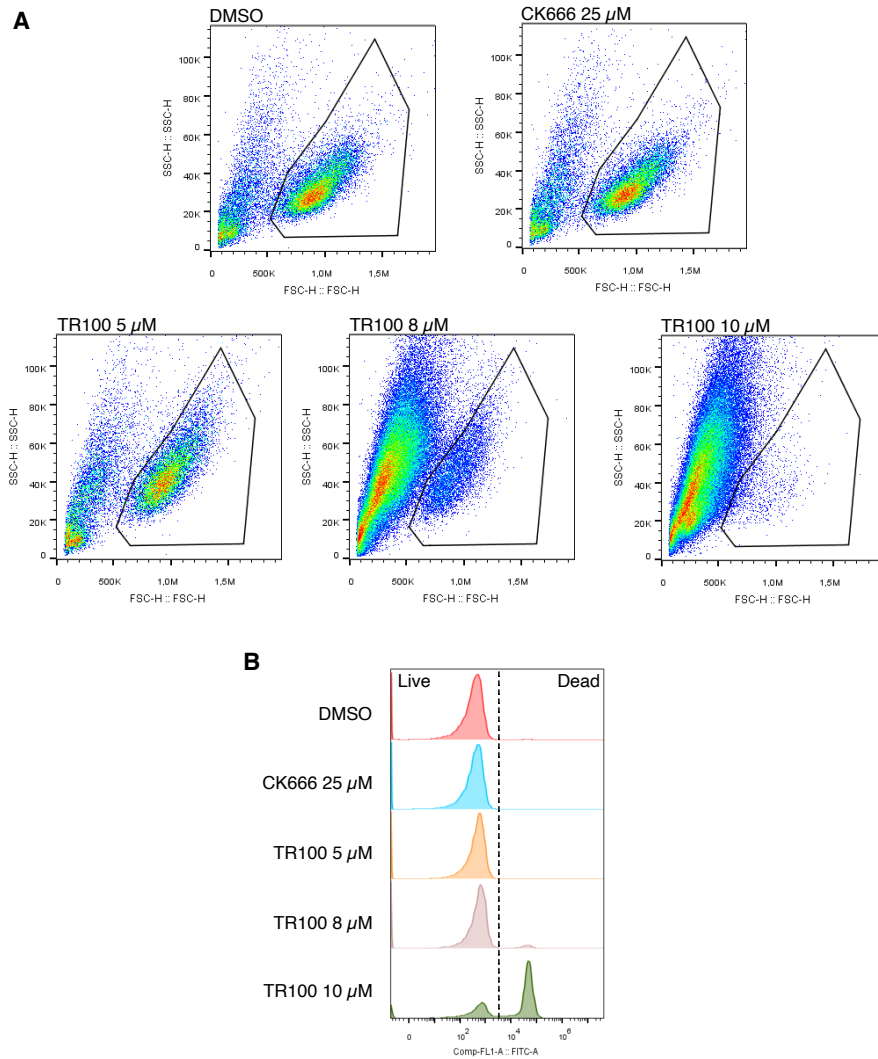 A
DMSO
CK666 25 µM
100K
80K
60K
40K
20K
0
SSC-H :: SSC-H
0 500K 1,0M 1,5M
FSC-H :: FSC-H
100K
80K
60K
40K
20K
0
SSC-H :: SSC-H
0 500K 1,0M 1,5M
FSC-H :: FSC-H
TR100 5 µM
TR100 8 µM
TR100 10 µM
100K
80K
60K
40K
20K
0
SSC-H :: SSC-H
0 500K 1,0M 1,5M
FSC-H :: FSC-H
100K
80K
60K
40K
20K
0
SSC-H :: SSC-H
0 500K 1,0M 1,5M
FSC-H :: FSC-H
100K
80K
60K
40K
20K
0
SSC-H :: SSC-H
0 500K 1,0M 1,5M
FSC-H :: FSC-H
B
Live Dead
DMSO
CK666 25 µM
TR100 5 µM
TR100 8 µM
TR100 10 µM
0 10² 10⁴ 10⁶
Comp-FL1-A :: FITC-A